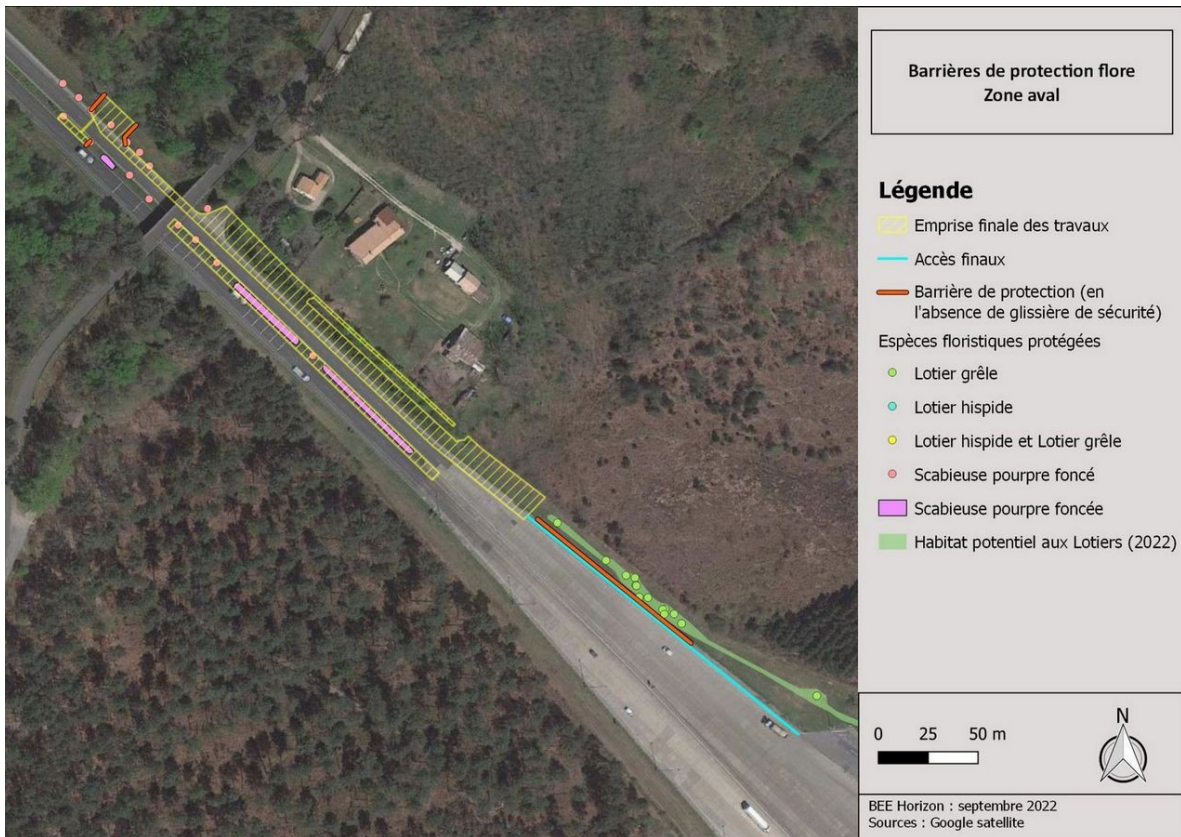 Barrières de protection flore
Zone aval
Légende
Emprise finale des travaux
Accès finaux
Barrière de protection (en
l'absence de glissière de sécurité)
Espèces floristiques protégées
Lotier grêle
Lotier hispide
Lotier hispide et Lotier grêle
Scabieuse pourpre foncé
Scabieuse pourpre foncée
Habitat potentiel aux Lotiers (2022)
0 25 50 m
N
BEE Horizon : septembre 2022
Sources : Google satellite